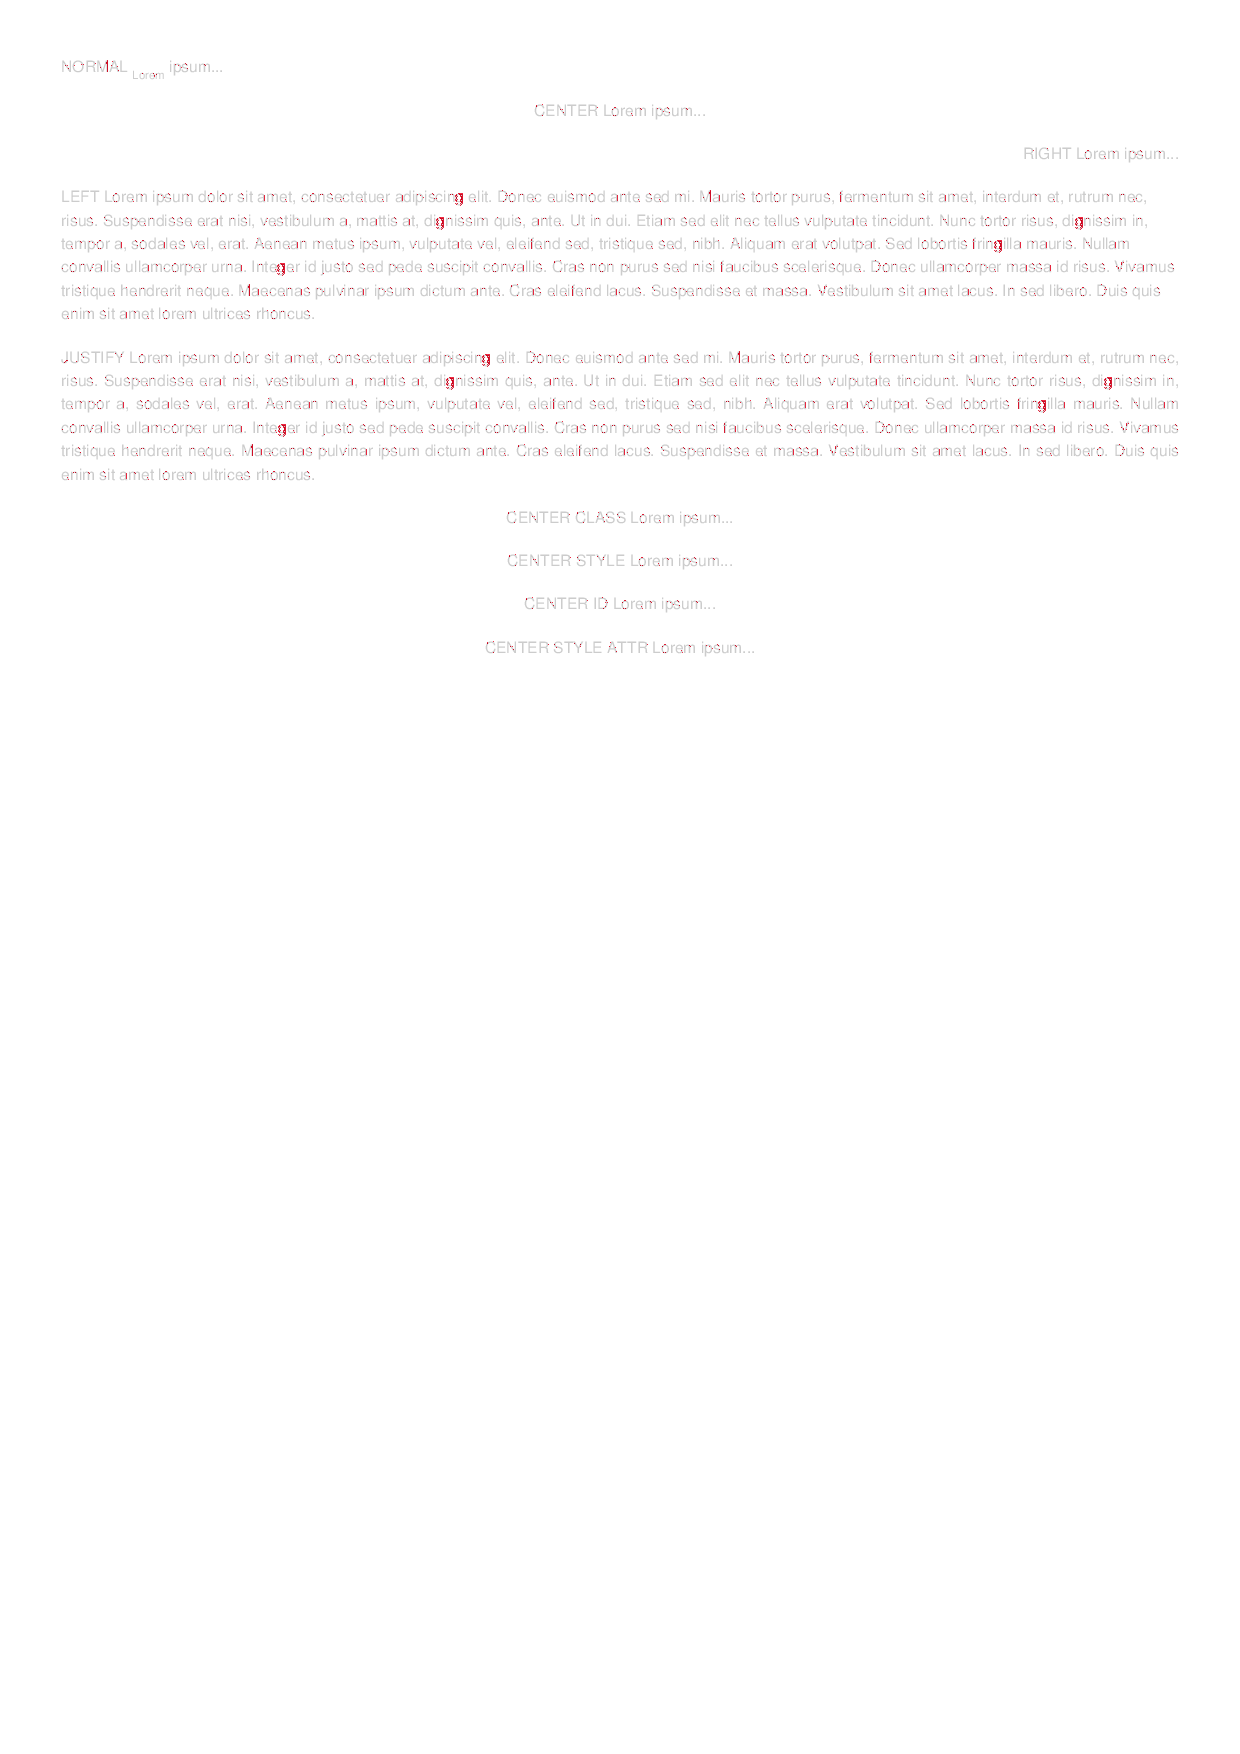 NORMAL Lorem ipsum...
CENTER Lorem ipsum...
RIGHT Lorem ipsum...
LEFT Lorem ipsum dolor sit amet, consectetuer adipiscing elit. Donec euismod ante sed mi. Mauris tortor purus, fermentum sit amet, interdum et, rutrum nec,
risus. Suspendisse erat nisi, vestibulum a, mattis at, dignissim quis, ante. Ut in dui. Etiam sed elit nec tellus vulputate tincidunt. Nunc tortor risus, dignissim in,
tempor a, sodales vel, erat. Aenean metus ipsum, vulputate vel, eleifend sed, tristique sed, nibh. Aliquam erat volutpat. Sed lobortis fringilla mauris. Nullam
convallis ullamcorper urna. Integer id justo sed pede suscipit convallis. Cras non purus sed nisi faucibus scelerisque. Donec ullamcorper massa id risus. Vivamus
tristique hendrerit neque. Maecenas pulvinar ipsum dictum ante. Cras eleifend lacus. Suspendisse et massa. Vestibulum sit amet lacus. In sed libero. Duis quis
enim sit amet lorem ultrices rhoncus.
JUSTIFY Lorem ipsum dolor sit amet, consectetuer adipiscing elit. Donec euismod ante sed mi. Mauris tortor purus, fermentum sit amet, interdum et, rutrum nec,
risus. Suspendisse erat nisi, vestibulum a, mattis at, dignissim quis, ante. Ut in dui. Etiam sed elit nec tellus vulputate tincidunt. Nunc tortor risus, dignissim in,
tempor a, sodales vel, erat. Aenean metus ipsum, vulputate vel, eleifend sed, tristique sed, nibh. Aliquam erat volutpat. Sed lobortis fringilla mauris. Nullam
convallis ullamcorper urna. Integer id justo sed pede suscipit convallis. Cras non purus sed nisi faucibus scelerisque. Donec ullamcorper massa id risus. Vivamus
tristique hendrerit neque. Maecenas pulvinar ipsum dictum ante. Cras eleifend lacus. Suspendisse et massa. Vestibulum sit amet lacus. In sed libero. Duis quis
enim sit amet lorem ultrices rhoncus.
CENTER CLASS Lorem ipsum...
CENTER STYLE Lorem ipsum...
CENTER ID Lorem ipsum...
CENTER STYLE ATTR Lorem ipsum...